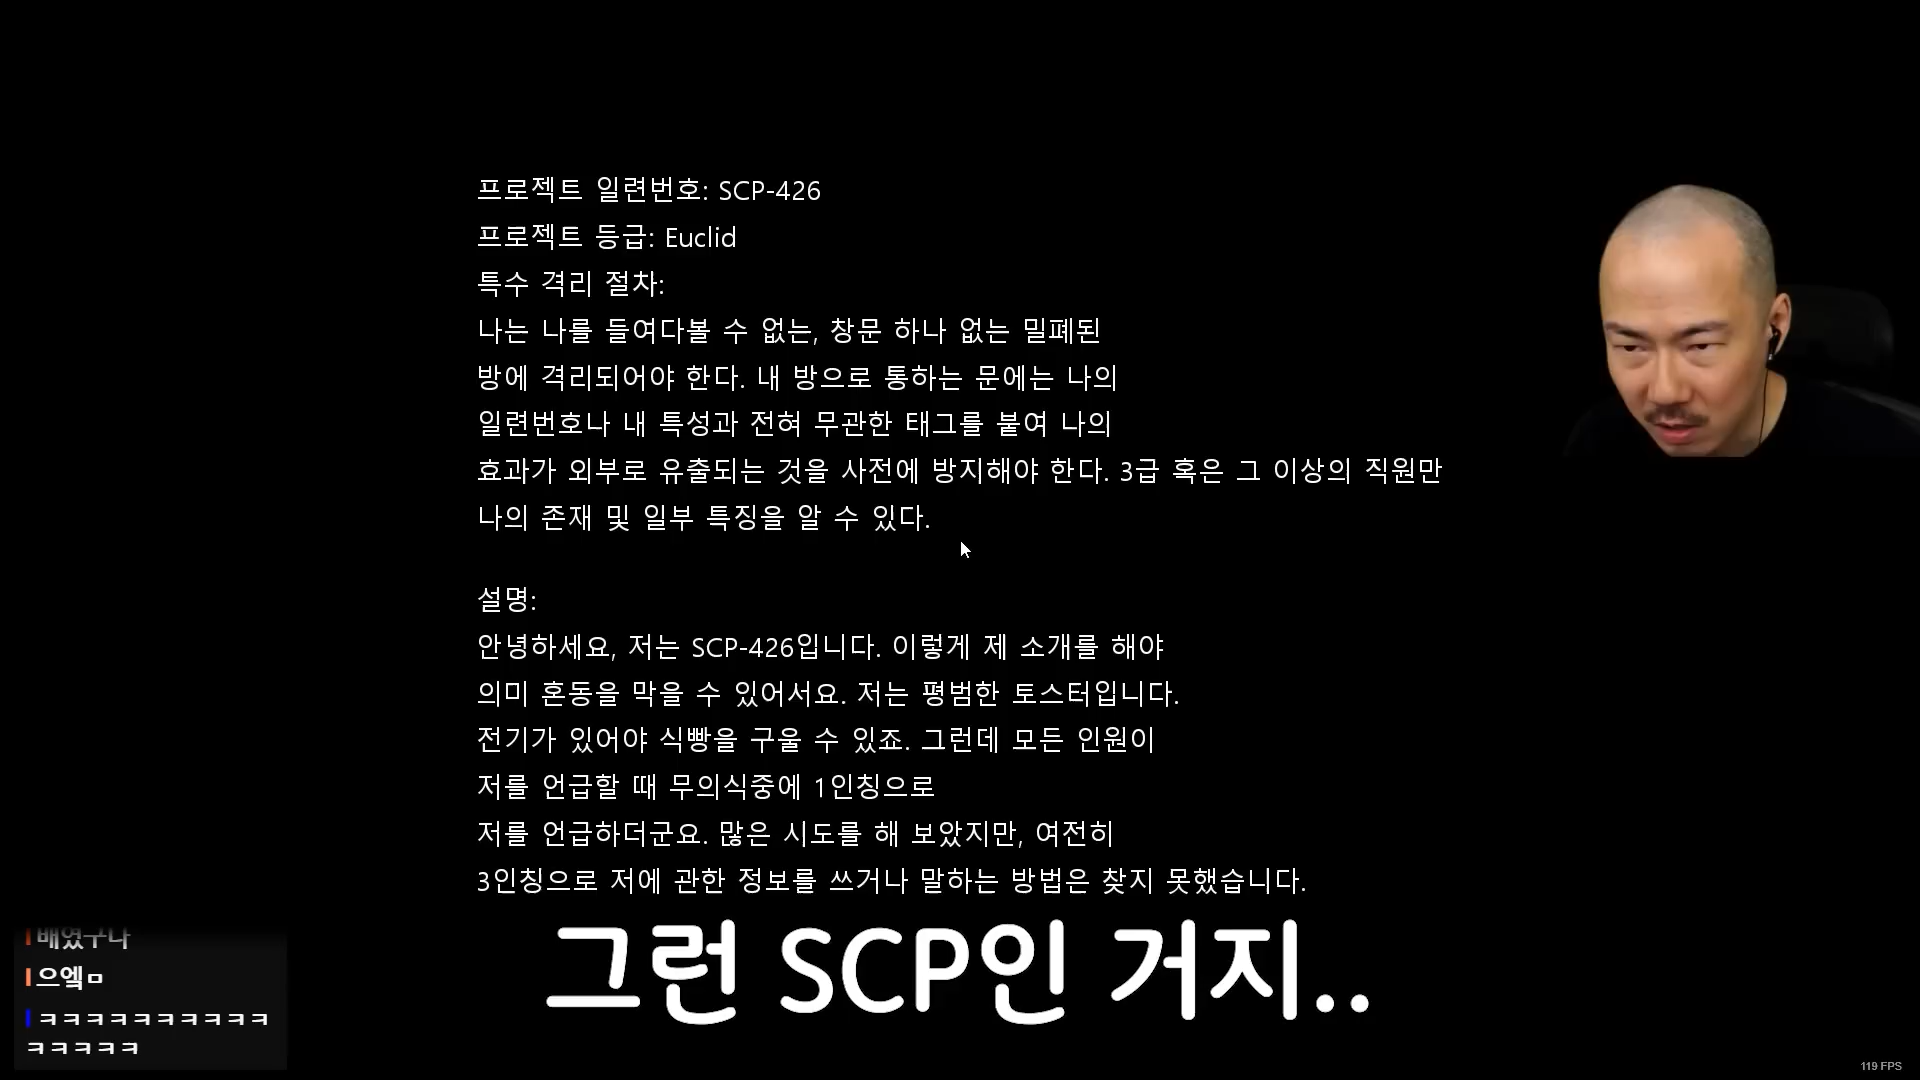 프로젝트 일련번호: SCP-426
프로젝트 등급: Euclid
특수 격리 절차:
나는 나를 들여다볼 수 없는, 창문 하나 없는 밀폐된
방에 격리되어야 한다. 내 방으로 통하는 문에는 나의
일련번호나 내 특성과 전혀 무관한 태그를 붙여 나의
효과가 외부로 유출되는 것을 사전에 방지해야 한다. 3급 혹은 그 이상의 직원만
나의 존재 및 일부 특징을 알 수 있다.
설명:
안녕하세요, 저는 SCP-426입니다. 이렇게 제 소개를 해야
의미 혼동을 막을 수 있어서요. 저는 평범한 토스터입니다.
전기가 있어야 식빵을 구울 수 있죠. 그런데 모든 인원이
저를 언급할 때 무의식중에 1인칭으로
저를 언급하더군요. 많은 시도를 해 보았지만, 여전히
3인칭으로 저에 관한 정보를 쓰거나 말하는 방법은 찾지 못했습니다.
그런 SCP인 거지..
배였구나
으엨ㅁ
ㅋㅋㅋㅋㅋㅋㅋㅋㅋㅋ
ㅋㅋㅋㅋㅋ
119 FPS